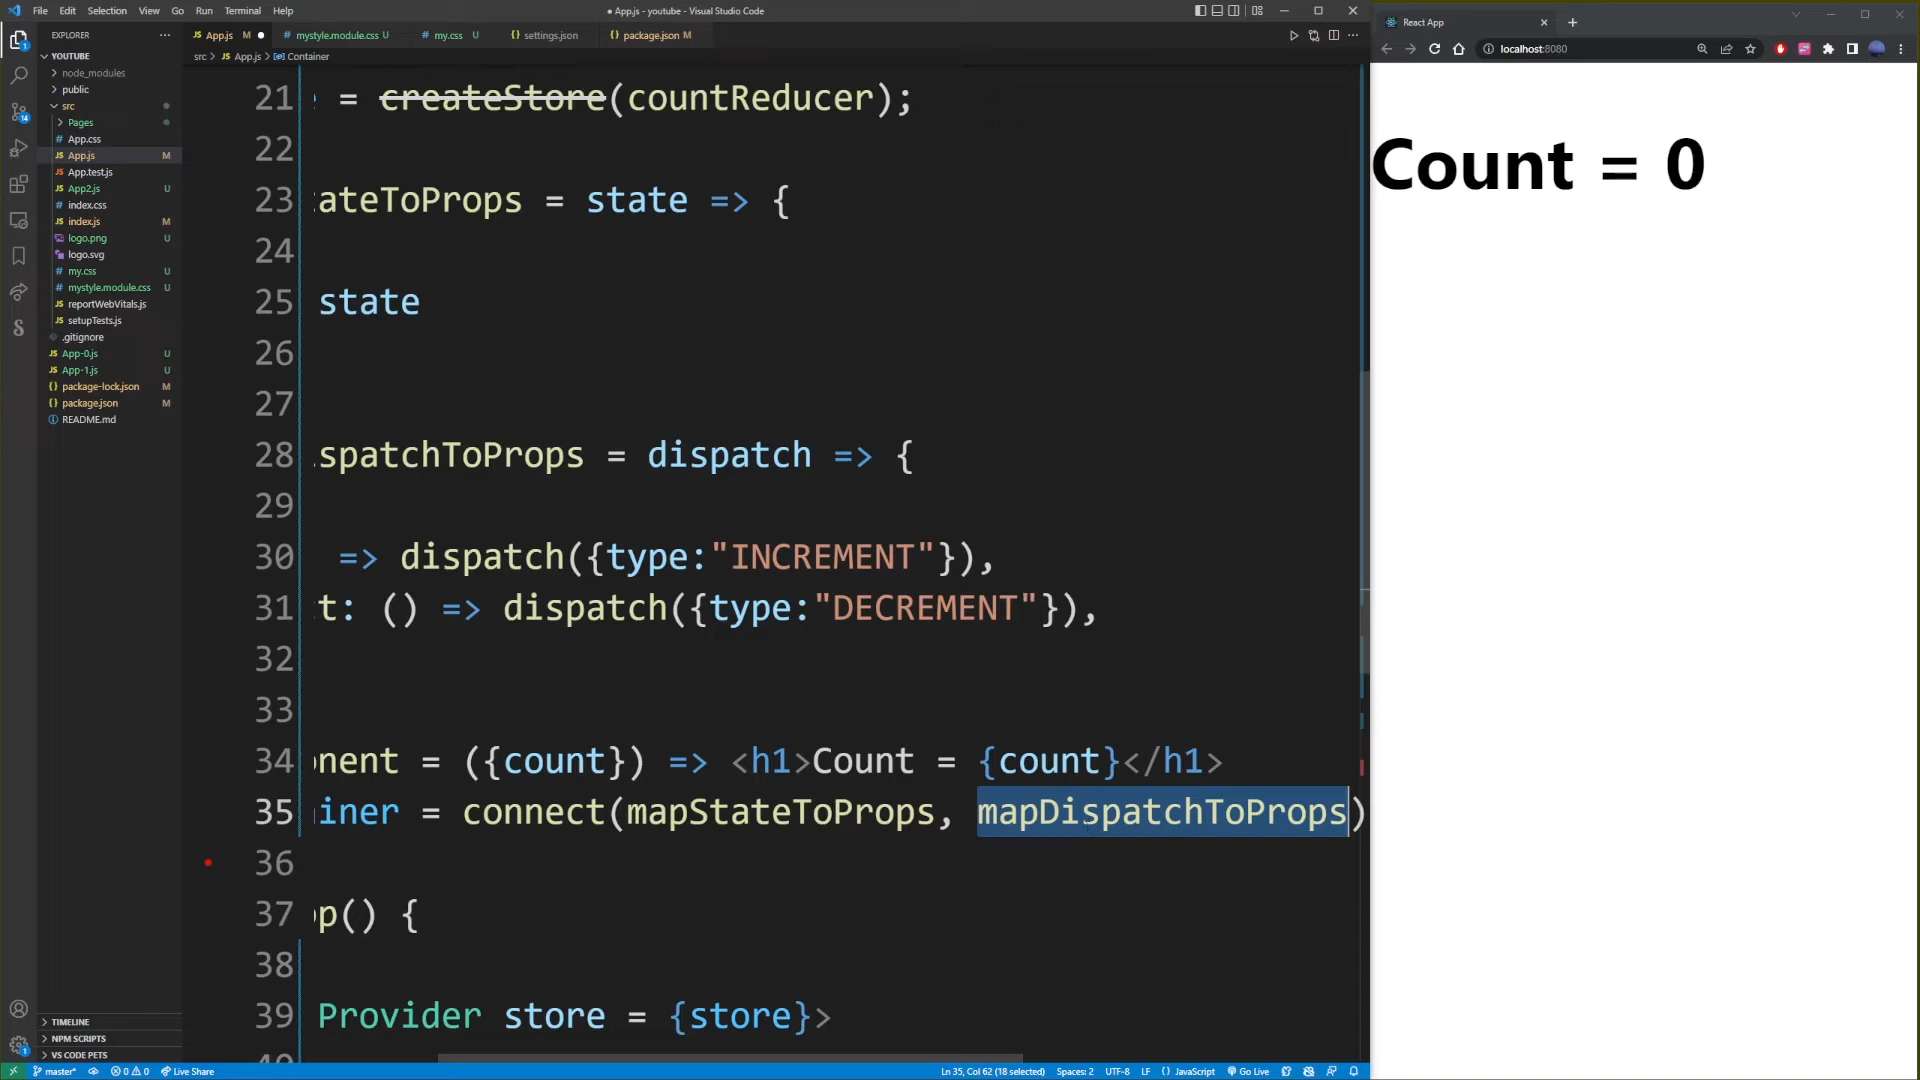 File Edit Selection View Go Run Terminal Help
● App.js - youtube - Visual Studio Code
EXPLORER
YOUTUBE
node_modules
public
src
Pages
App.css
App.js M
App.test.js
App2.js U
index.css
index.js M
logo.png U
logo.svg
my.css U
mystyle.module.css U
reportWebVitals.js
setupTests.js
.gitignore
App-0.js U
App-1.js U
package-lock.json M
package.json M
README.md
TIMELINE
NPM SCRIPTS
VS CODE PETS
App.js M ● mystyle.module.css U my.css U settings.json package.json M
src > App.js > Container
21 = createStore(countReducer);
22
23 ateToProps = state => {
24
25 state
26
27
28 spatchToProps = dispatch => {
29
30 => dispatch({type:"INCREMENT"}),
31 t: () => dispatch({type:"DECREMENT"}),
32
33
34 nent = ({count}) => <h1>Count = {count}</h1>
35 iner = connect(mapStateToProps, mapDispatchToProps)
36
37 p() {
38
39 Provider store = {store}>
master* 0 0 Live Share
Ln 35, Col 62 (18 selected) Spaces: 2 UTF-8 LF {} JavaScript Go Live
React App
localhost:8080
Count = 0